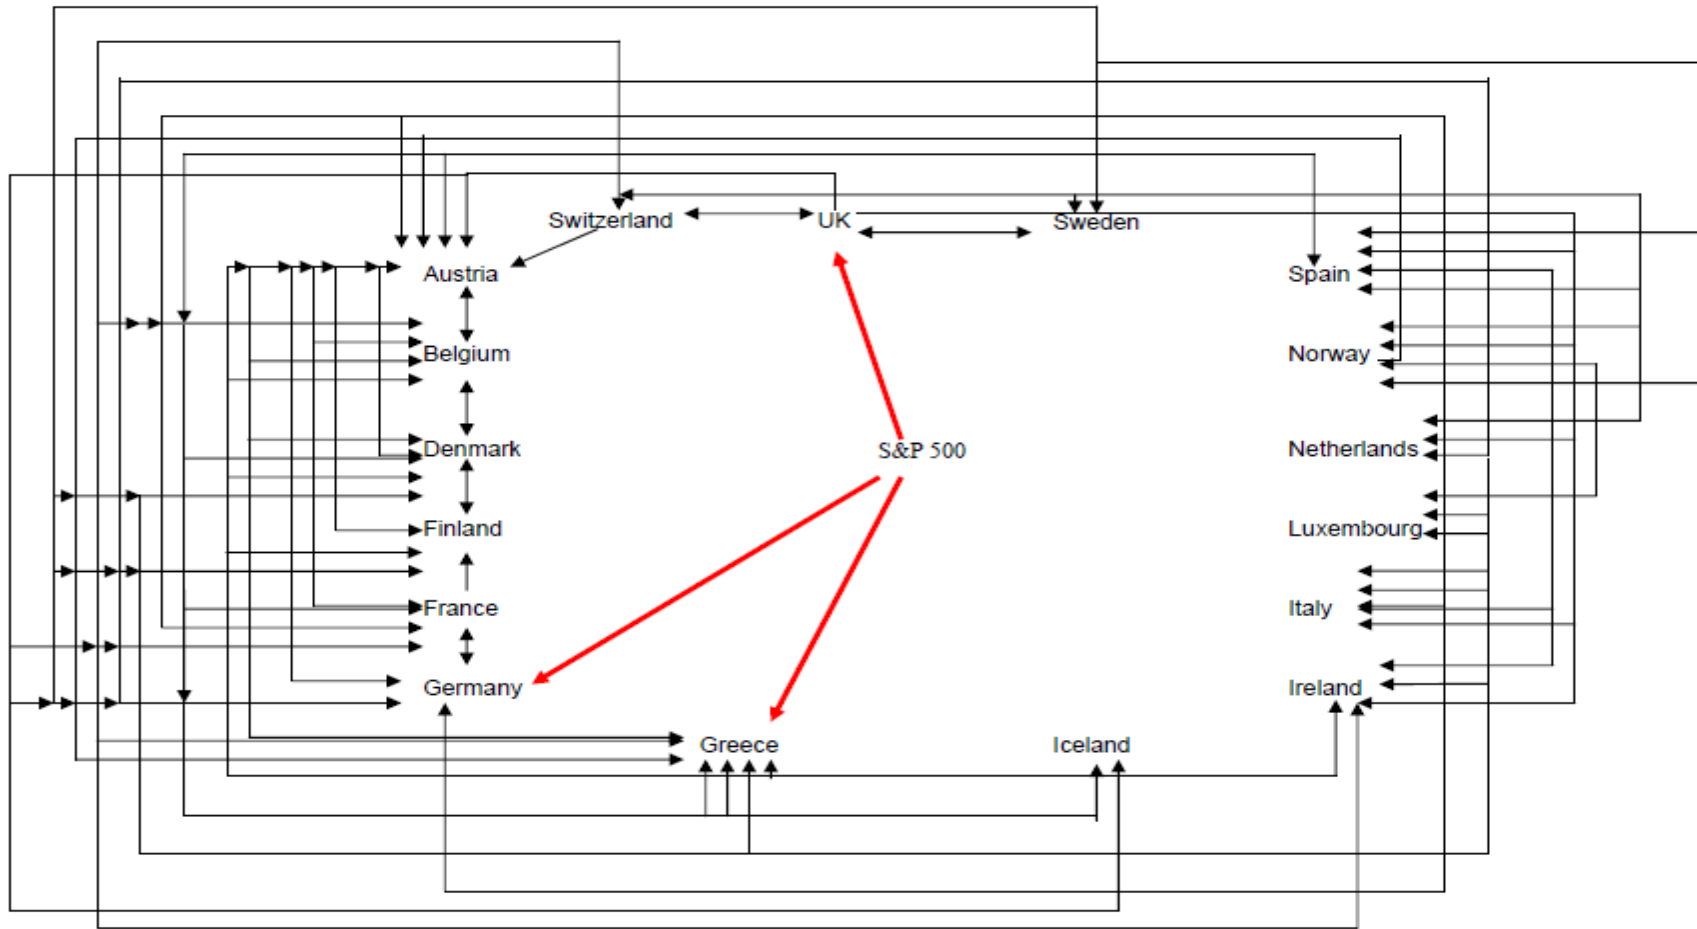 Switzerland
UK
Sweden
Austria
Spain
Belgium
Norway
Denmark
S&P 500
Netherlands
Finland
Luxembourg
France
Italy
Germany
Ireland
Greece
Iceland